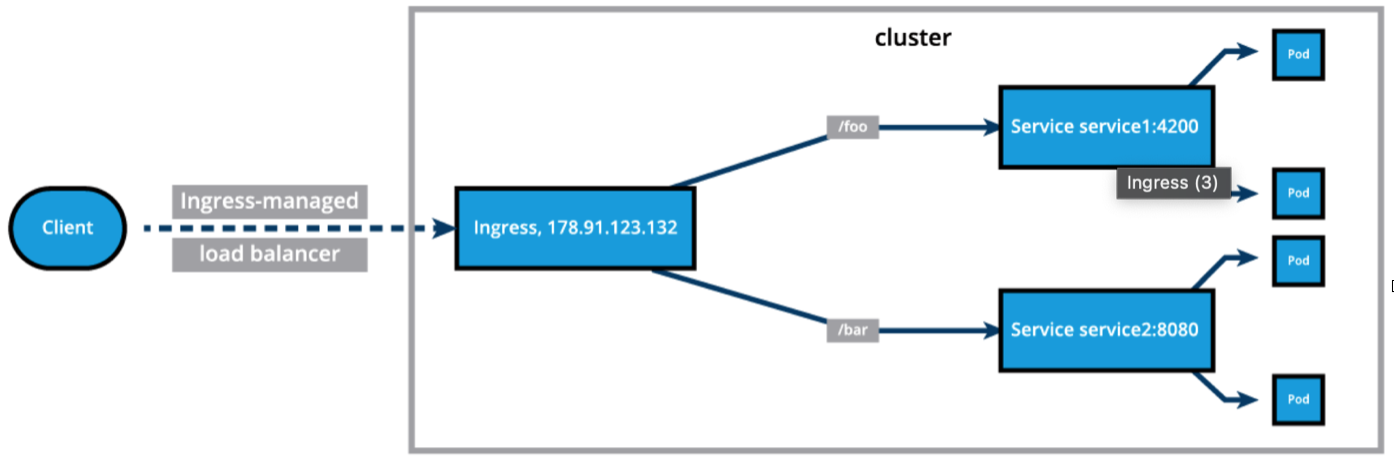 cluster
Pod
/foo
Service service1:4200
Ingress (3)
Pod
Client
Ingress-managed
load balancer
Ingress, 178.91.123.132
Pod
/bar
Service service2:8080
Pod